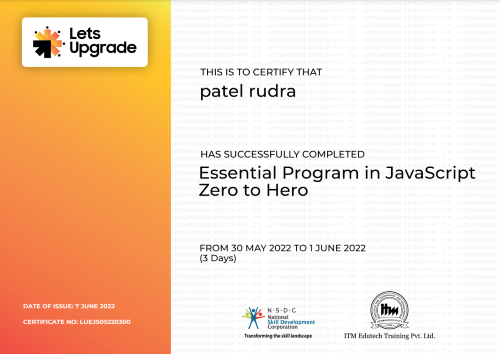 Lets
Upgrade
THIS IS TO CERTIFY THAT
patel rudra
HAS SUCCESSFULLY COMPLETED
Essential Program in JavaScript
Zero to Hero
FROM 30 MAY 2022 TO 1 JUNE 2022
(3 Days)
DATE OF ISSUE: 7 JUNE 2022
CERTIFICATE NO: LUEJS05220300
N·S·D·C
National
Skill Development
Corporation
Transforming the skill landscape
itm
ITM Edutech Training Pvt. Ltd.